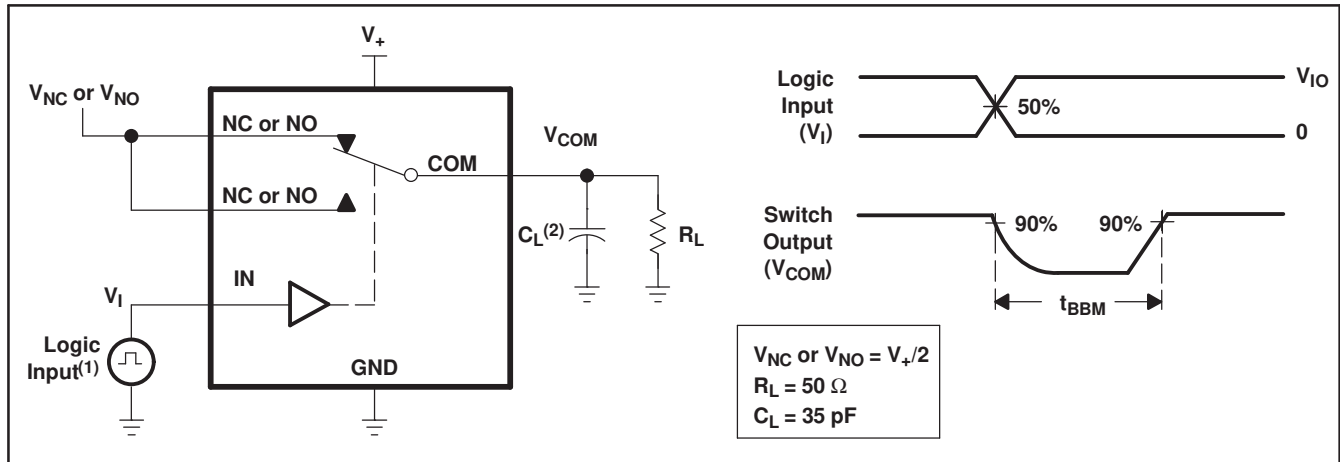 V+
VNC or VNO
NC or NO
VCOM
COM
NC or NO
CL(2)
RL
IN
VI
Logic
Input(1)
GND
Logic
Input
(VI)
50%
VIO
0
Switch
Output
(VCOM)
90%
90%
tBBM
VNC or VNO = V+/2
RL = 50 Ω
CL = 35 pF